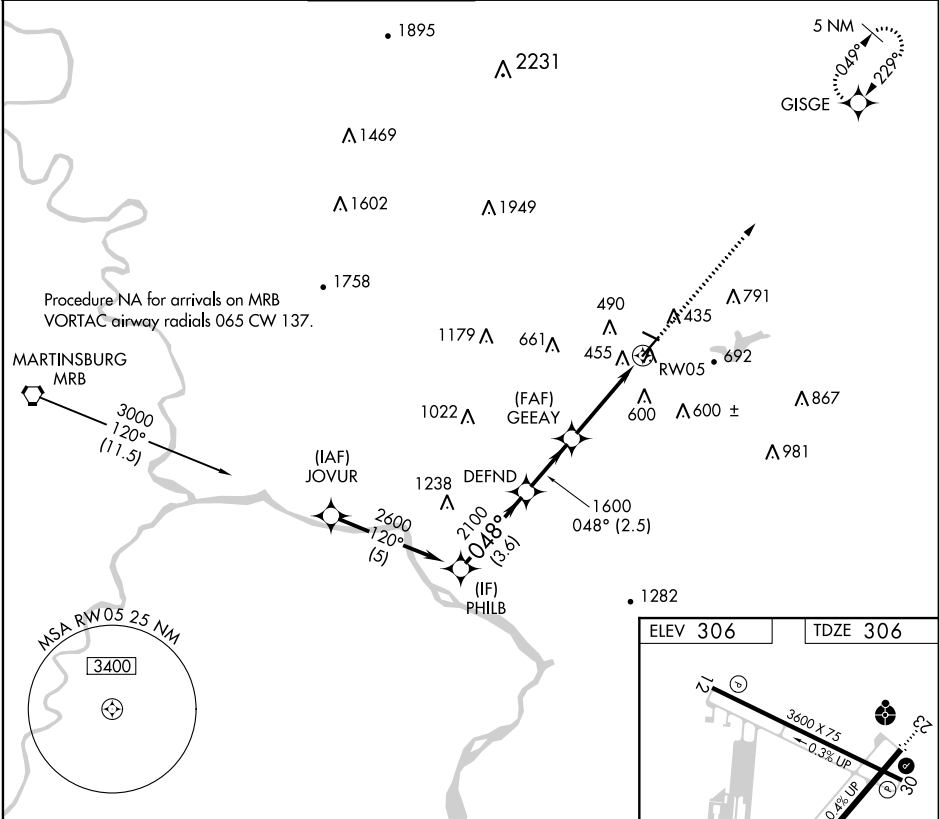 1895
2231
5 NM
049°
229°
GISGE
1469
1602
1949
1758
Procedure NA for arrivals on MRB
VORTAC airway radials 065 CW 137.
791
490
435
1179
661
455
RW05
692
MARTINSBURG
MRB
(FAF)
GEEAY
600
600 ±
867
1022
3000
120°
(11.5)
981
(IAF)
JOVUR
DEFND
1238
1600
048° (2.5)
2600
120°
(5)
2100
048°
(3.6)
(IF)
PHILB
1282
MSA RW05 25 NM
3400
ELEV 306
TDZE 306
12
P
3600 X 75
0.3% UP
23
P
P
30
0.4% UP